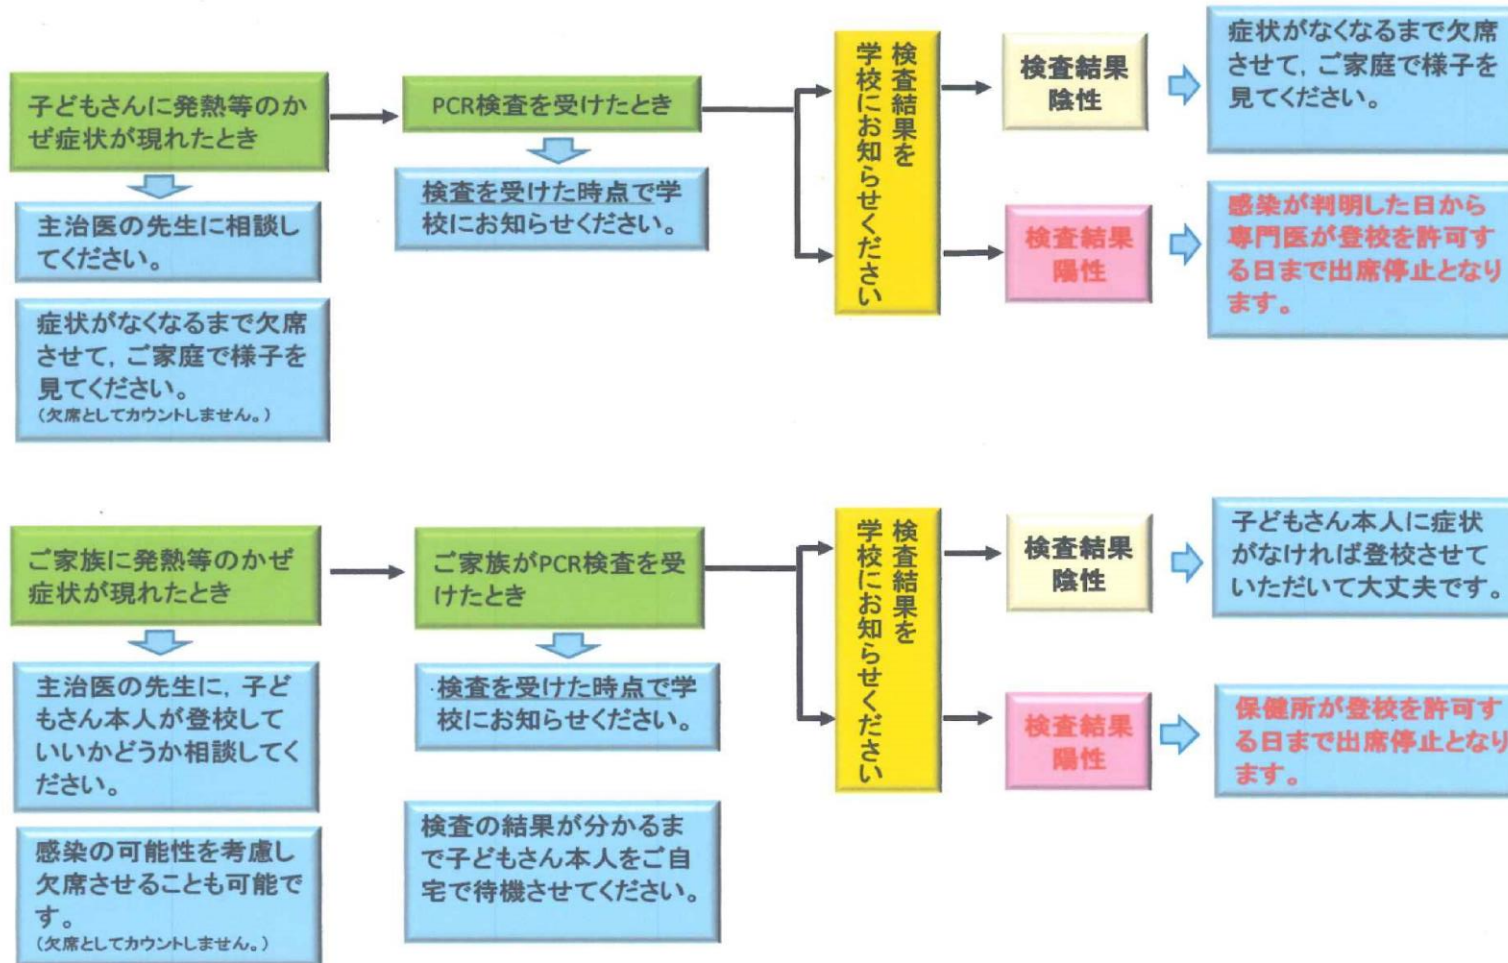 子どもさんに発熱等のか
ぜ症状が現れたとき
主治医の先生に相談し
てください。
症状がなくなるまで欠席
させて，ご家庭で様子を
見てください。
（欠席としてカウントしません。）
PCR検査を受けたとき
検査を受けた時点で学
校にお知らせください。
検査結果を
学校にお知らせください
検査結果
陰性
症状がなくなるまで欠席
させて，ご家庭で様子を
見てください。
検査結果
陽性
感染が判明した日から
専門医が登校を許可す
る日まで出席停止となり
ます。
ご家族に発熱等のかぜ
症状が現れたとき
主治医の先生に，子ど
もさん本人が登校して
いいかどうか相談してく
ださい。
感染の可能性を考慮し
欠席させることも可能で
す。
（欠席としてカウントしません。）
ご家族がPCR検査を受
けたとき
検査を受けた時点で学
校にお知らせください。
検査の結果が分かるま
で子どもさん本人をご自
宅で待機させてください。
検査結果を
学校にお知らせください
検査結果
陰性
子どもさん本人に症状
がなければ登校させて
いただいて大丈夫です。
検査結果
陽性
保健所が登校を許可す
る日まで出席停止となり
ます。